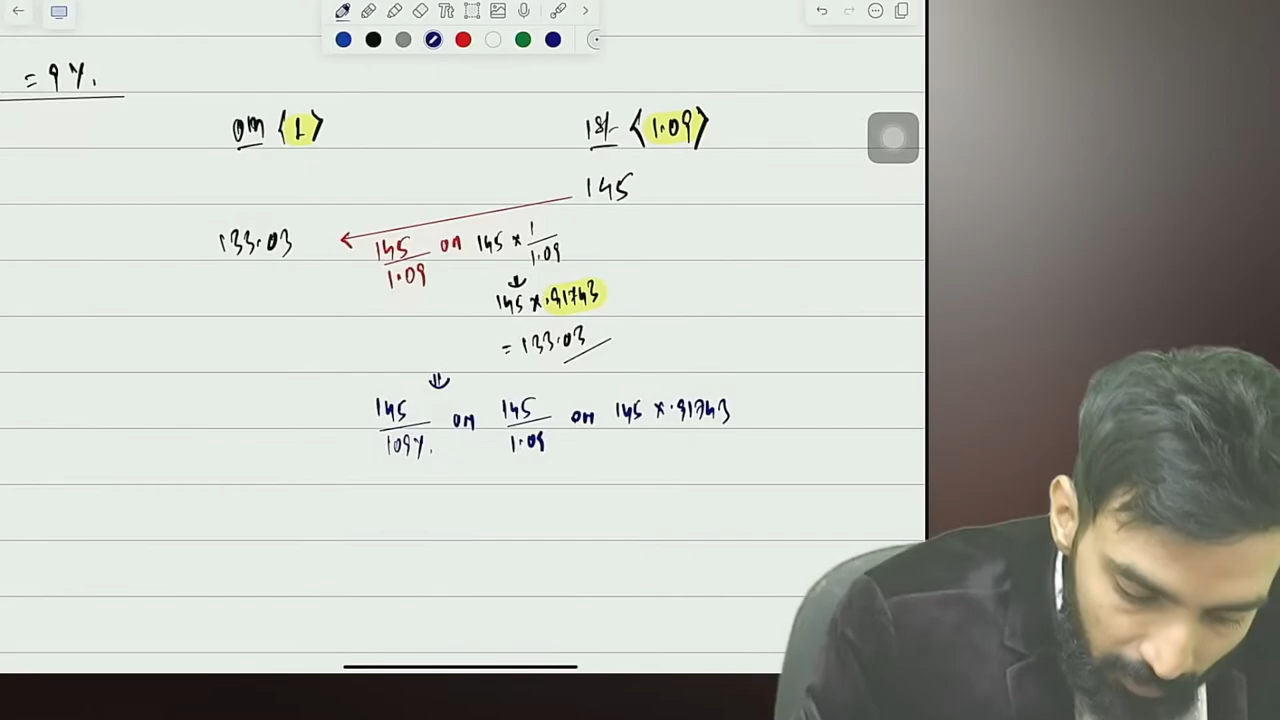 = 9%.
om <1> 1st <1.09>
145
133.03 145/1.09 or 145 × 1/1.09
145 × .91743
= 133.03
145/109%. or 145/1.09 or 145 × .91743